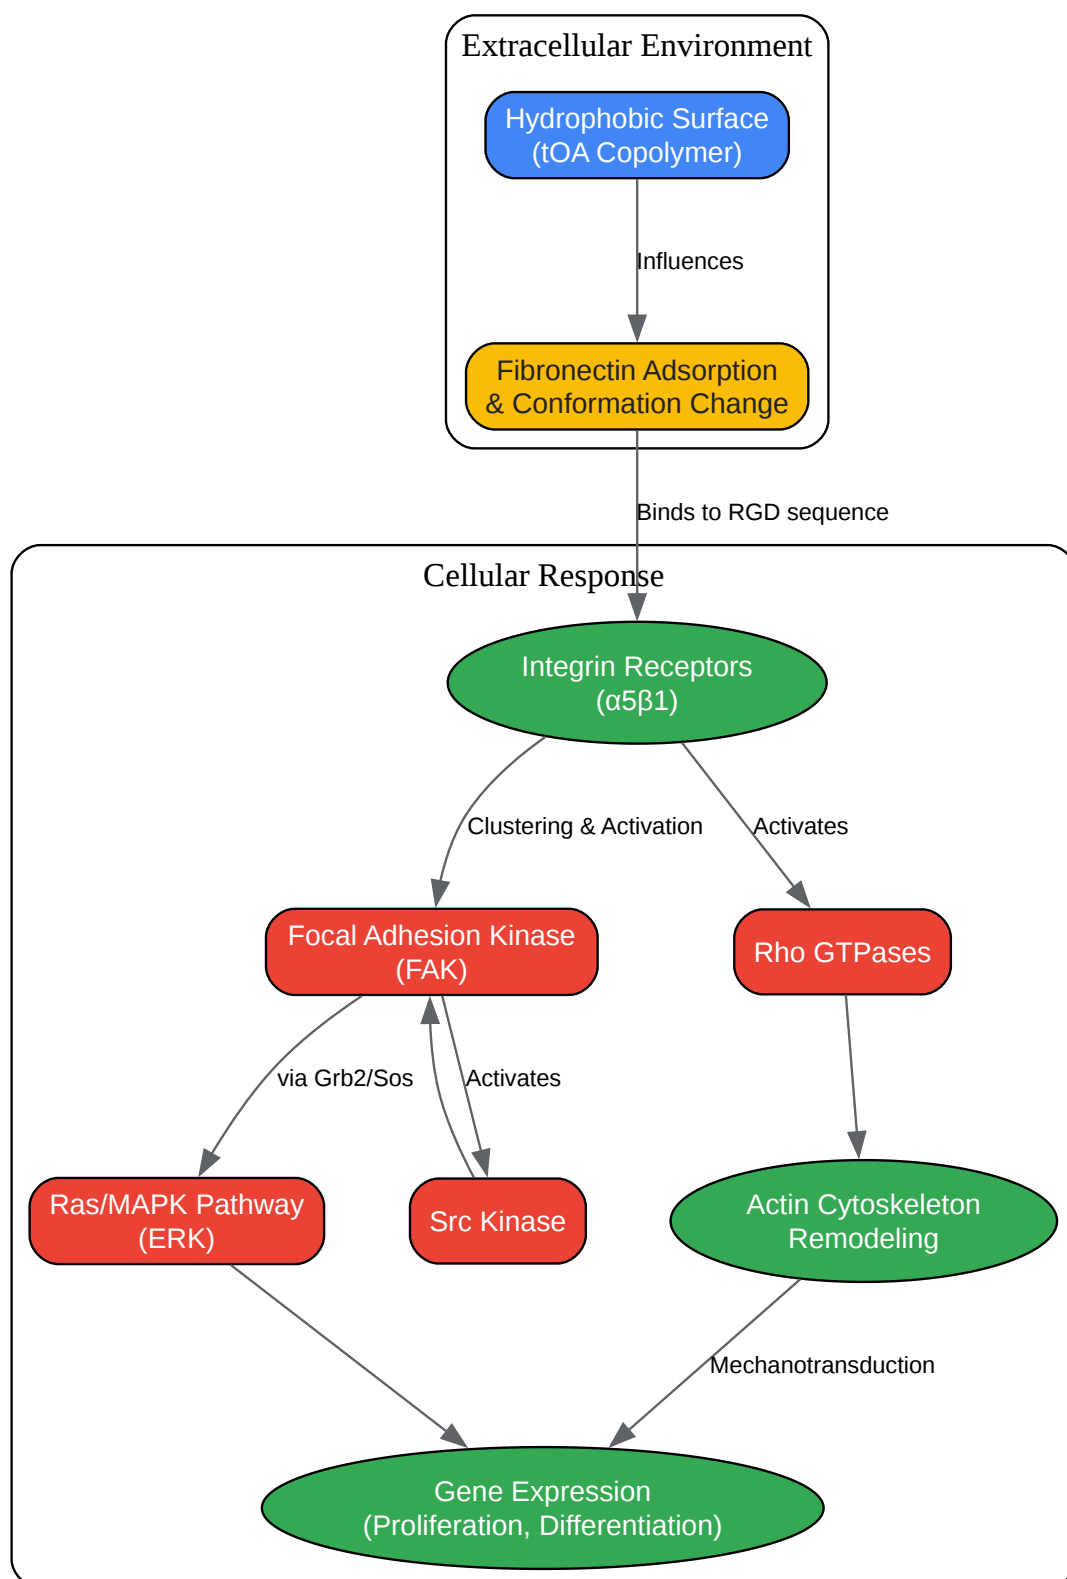 Extracellular Environment
Hydrophobic Surface
(tOA Copolymer)
Influences
Fibronectin Adsorption
& Conformation Change
Binds to RGD sequence
Cellular Response
Integrin Receptors
(α5β1)
Clustering & Activation
Activates
Focal Adhesion Kinase
(FAK)
Rho GTPases
via Grb2/Sos
Activates
Ras/MAPK Pathway
(ERK)
Src Kinase
Actin Cytoskeleton
Remodeling
Mechanotransduction
Gene Expression
(Proliferation, Differentiation)